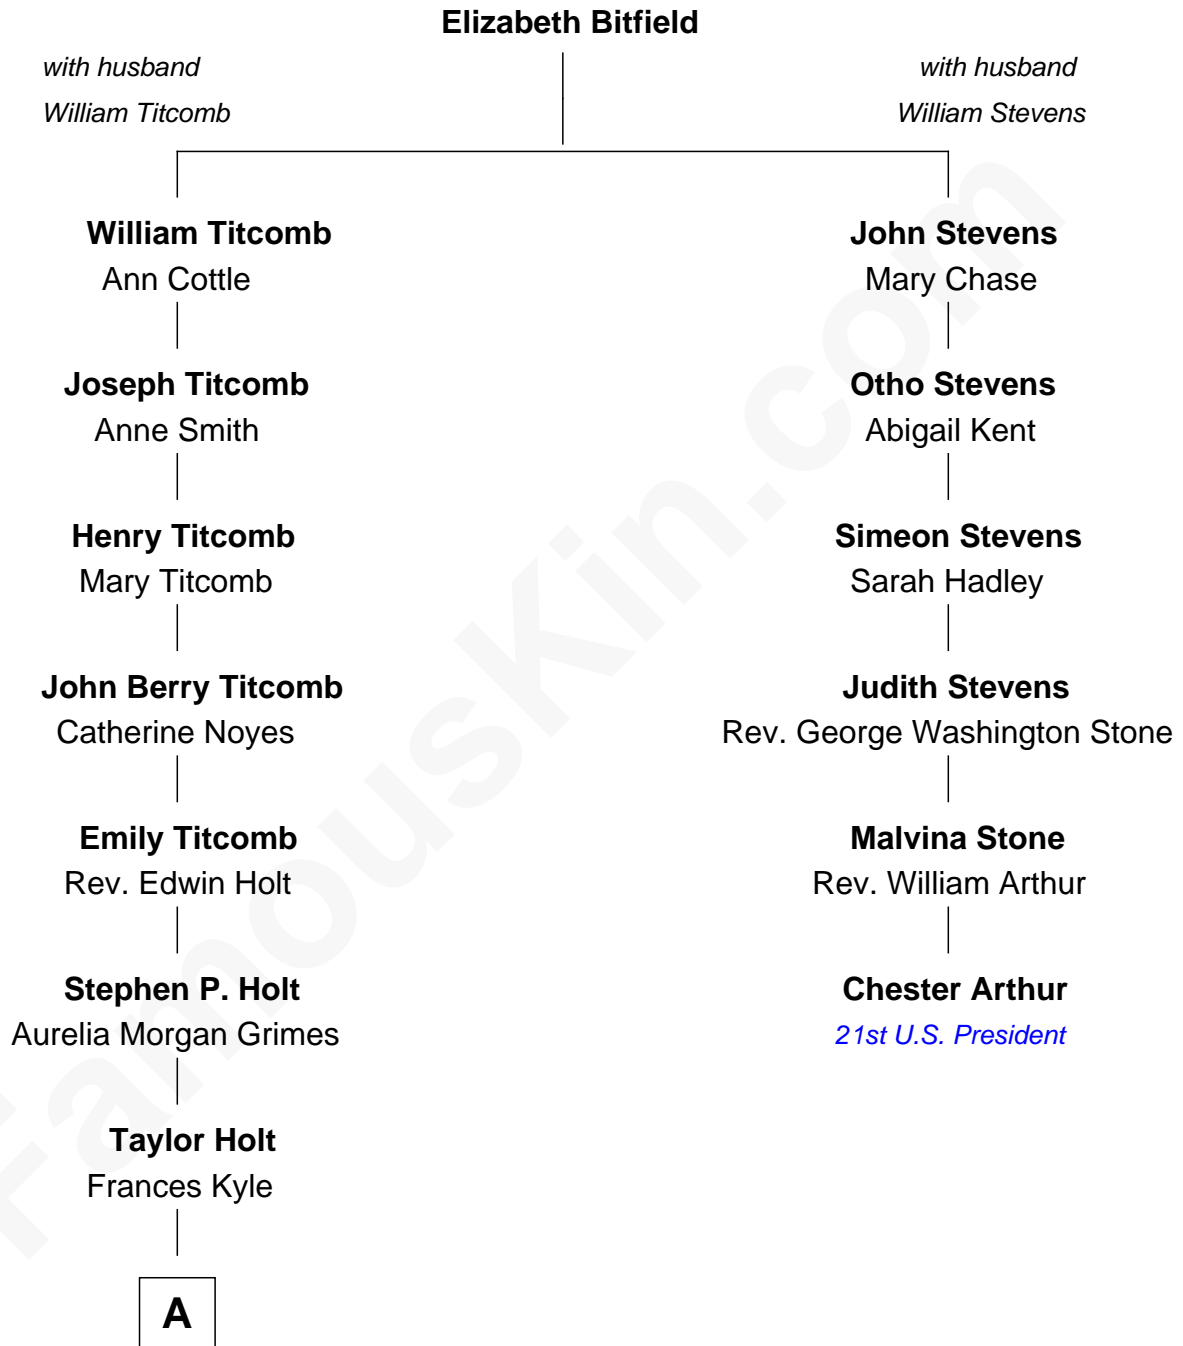 Elizabeth Bitfield
with husband
William Titcomb
with husband
William Stevens
William Titcomb
Ann Cottle
John Stevens
Mary Chase
Joseph Titcomb
Anne Smith
Otho Stevens
Abigail Kent
Henry Titcomb
Mary Titcomb
Simeon Stevens
Sarah Hadley
John Berry Titcomb
Catherine Noyes
Judith Stevens
Rev. George Washington Stone
Emily Titcomb
Rev. Edwin Holt
Malvina Stone
Rev. William Arthur
Stephen P. Holt
Aurelia Morgan Grimes
Chester Arthur
21st U.S. President
Taylor Holt
Frances Kyle
A
FamousKin.com